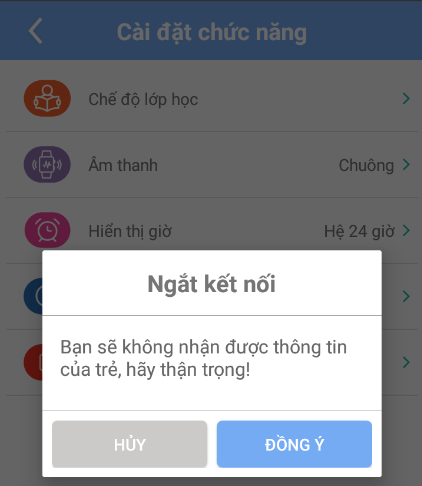 Cài đặt chức năng
Chế độ lớp học
Âm thanh Chuông
Hiển thị giờ Hệ 24 giờ
Ngắt kết nối
Bạn sẽ không nhận được thông tin
của trẻ, hãy thận trọng!
HỦY ĐỒNG Ý